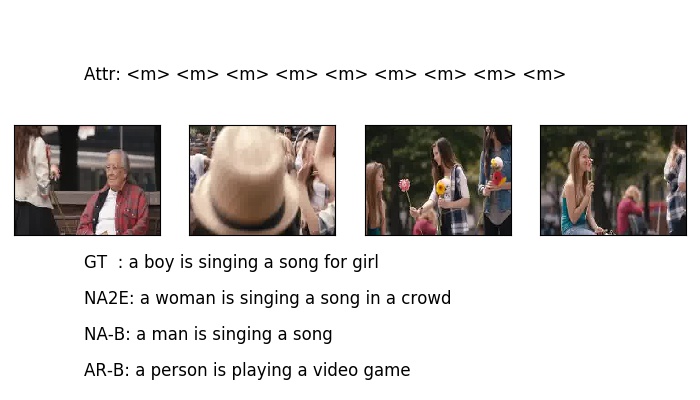 Attr: <m> <m> <m> <m> <m> <m> <m> <m> <m>
GT  : a boy is singing a song for girl
NA2E: a woman is singing a song in a crowd
NA-B: a man is singing a song
AR-B: a person is playing a video game